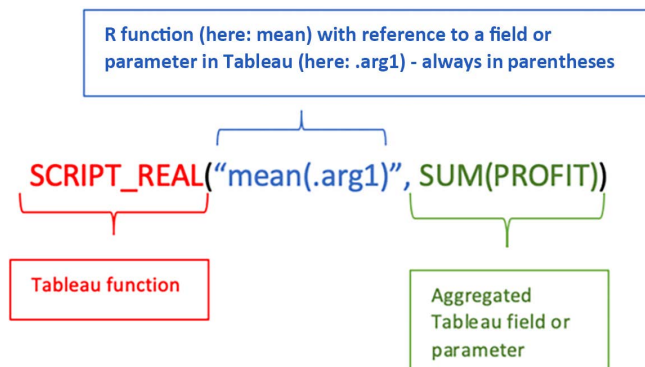 R function (here: mean) with reference to a field or
parameter in Tableau (here: .arg1) - always in parentheses
SCRIPT_REAL(“mean(.arg1)”, SUM(PROFIT))
Tableau function
Aggregated
Tableau field or
parameter